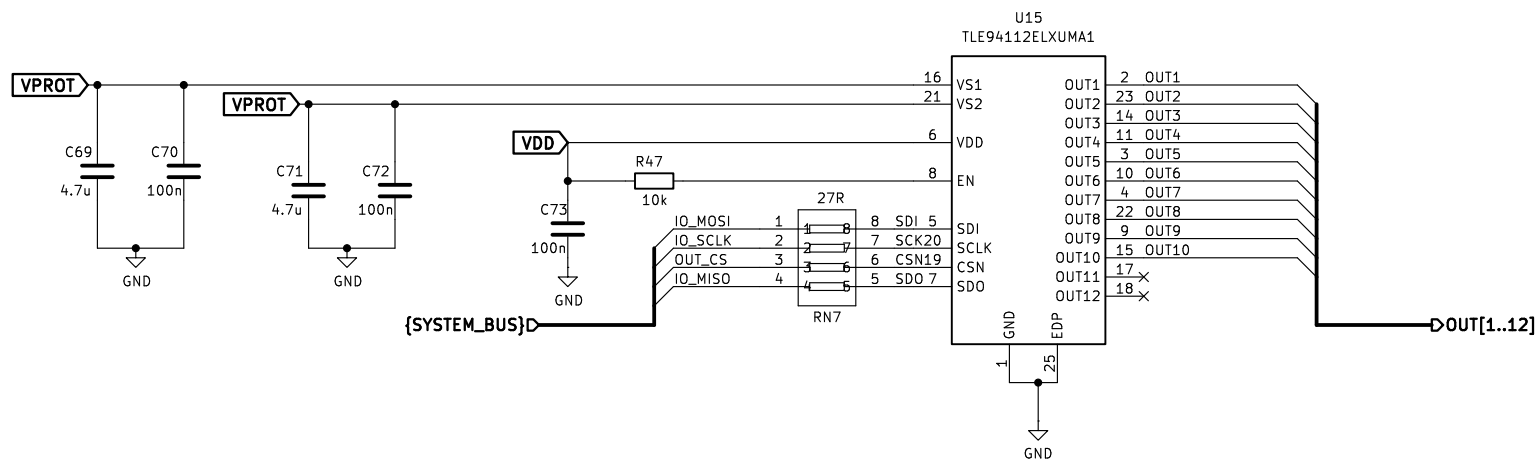 U15
TLE94112ELXUMA1
VPROT
16
VS1
OUT1
2
OUT1
VPROT
21
VS2
OUT2
23
OUT2
OUT3
14
OUT3
VDD
6
VDD
OUT4
11
OUT4
C69
4.7u
C70
100n
C71
4.7u
C72
100n
R47
10k
8
EN
OUT5
3
OUT5
OUT6
10
OUT6
OUT7
4
OUT7
C73
100n
27R
OUT8
22
OUT8
IO_MOSI
1
1
8
8
SDI
5
SDI
OUT9
9
OUT9
IO_SCLK
2
2
7
7
SCK
20
SCLK
OUT10
15
OUT10
OUT_CS
3
3
6
6
CSN
19
CSN
OUT11
17
IO_MISO
4
4
5
5
SDO
7
SDO
OUT12
18
GND
GND
GND
RN7
GND
EDP
{SYSTEM_BUS}
OUT[1..12]
1
25
GND